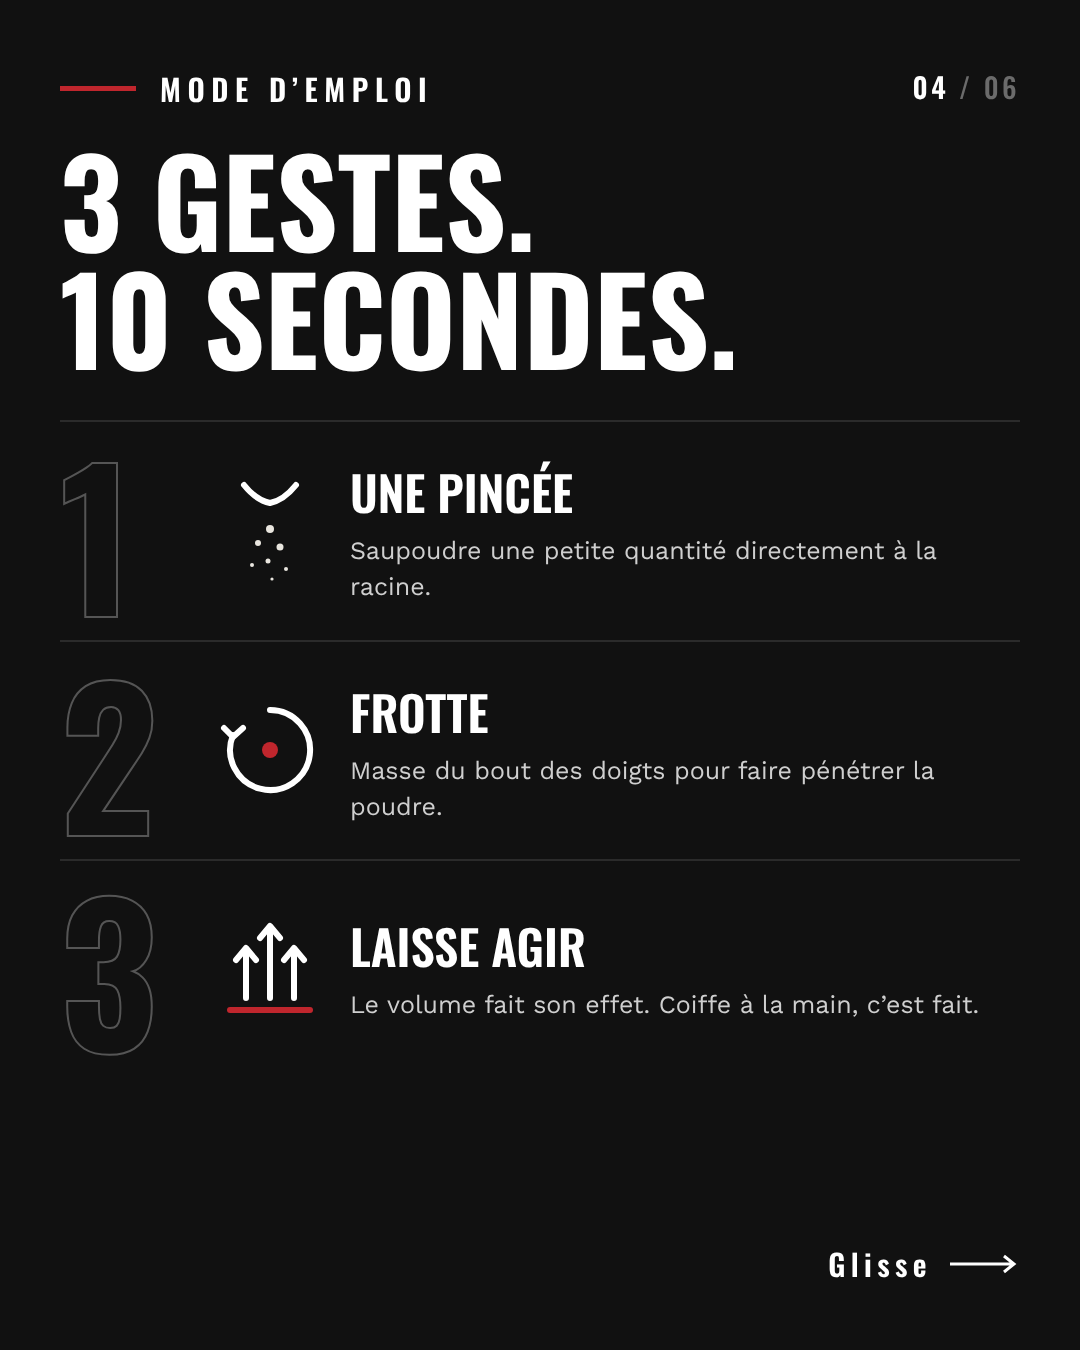 MODE D’EMPLOI
04 / 06
3 GESTES.
10 SECONDES.
1
UNE PINCÉE
Saupoudre une petite quantité directement à la
racine.
2
FROTTE
Masse du bout des doigts pour faire pénétrer la
poudre.
3
LAISSE AGIR
Le volume fait son effet. Coiffe à la main, c’est fait.
Glisse